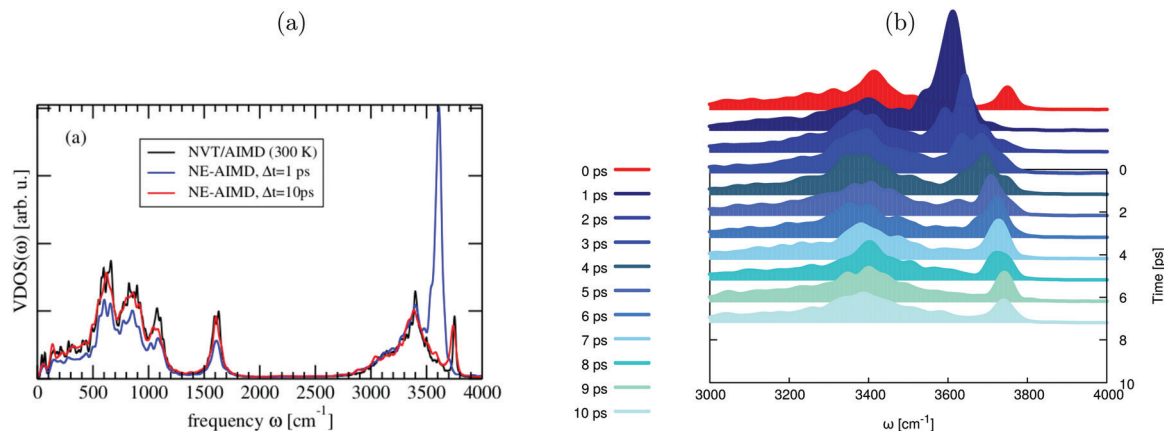 (a)
(b)
(a)
NVT/AIMD (300 K)
NE-AIMD, Δt=1 ps
NE-AIMD, Δt=10ps
VDOS(ω) [arb. u.]
0 500 1000 1500 2000 2500 3000 3500 4000
frequency ω [cm⁻¹]
0 ps
1 ps
2 ps
3 ps
4 ps
5 ps
6 ps
7 ps
8 ps
9 ps
10 ps
0
2
4
6
8
10
Time [ps]
3000 3200 3400 3600 3800 4000
ω [cm⁻¹]